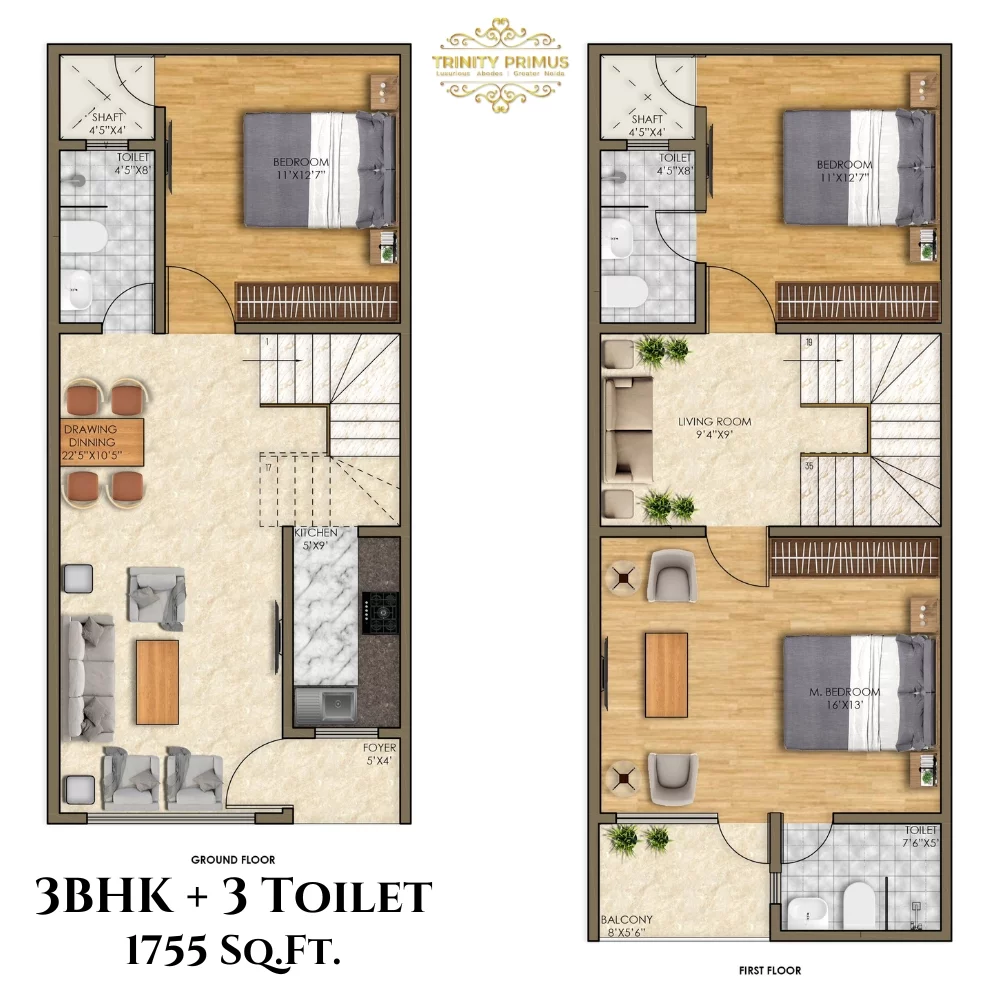 TRINITY PRIMUS
Luxurious Abodes | Greater Noida
SHAFT
4'5"X4'
TOILET
4'5"X8'
BEDROOM
11'X12'7"
1
DRAWING
DINNING
22'5"X10'5"
17
KITCHEN
5'X9'
FOYER
5'X4'
GROUND FLOOR
3BHK + 3 TOILET
1755 SQ.FT.
SHAFT
4'5"X4'
TOILET
4'5"X8'
BEDROOM
11'X12'7"
19
LIVING ROOM
9'4"X9'
35
M. BEDROOM
16'X13'
TOILET
7'6"X5'
BALCONY
8'X5'6"
FIRST FLOOR